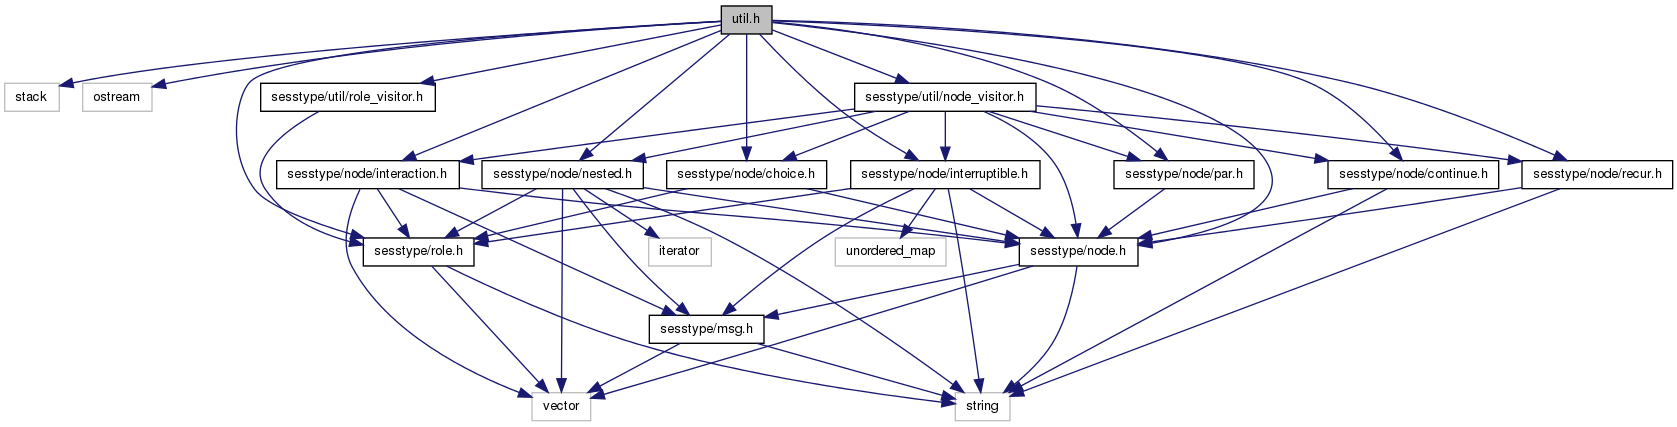 util.h
stack
ostream
sesstype/util/role_visitor.h
sesstype/util/node_visitor.h
sesstype/node/interaction.h
sesstype/node/nested.h
sesstype/node/choice.h
sesstype/node/interruptible.h
sesstype/node/par.h
sesstype/node/continue.h
sesstype/node/recur.h
sesstype/role.h
iterator
unordered_map
sesstype/node.h
sesstype/msg.h
vector
string